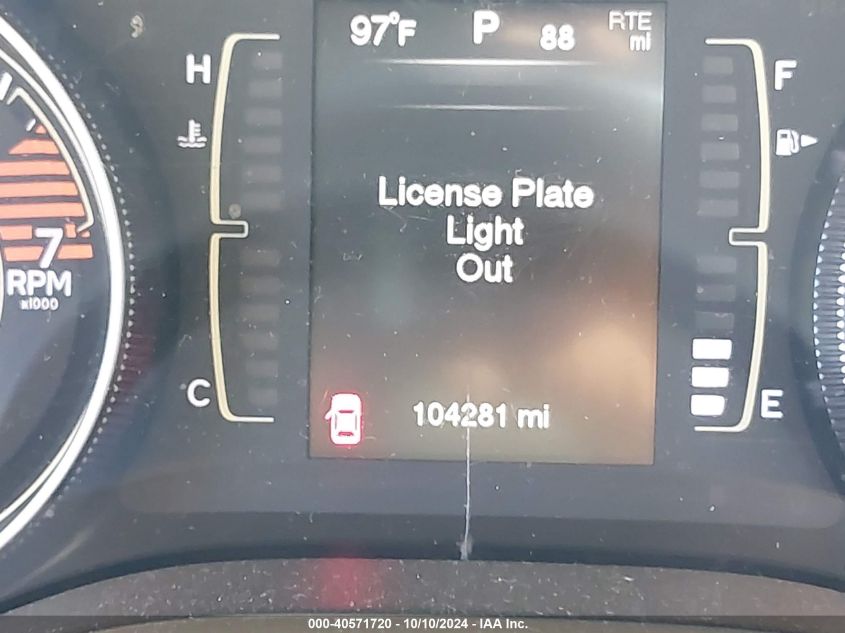 97°F P 88 RTE
mi
H F
License Plate
Light
Out
7
RPM
x1000
C E
104281 mi
000-40571720 - 10/10/2024 - IAA Inc.